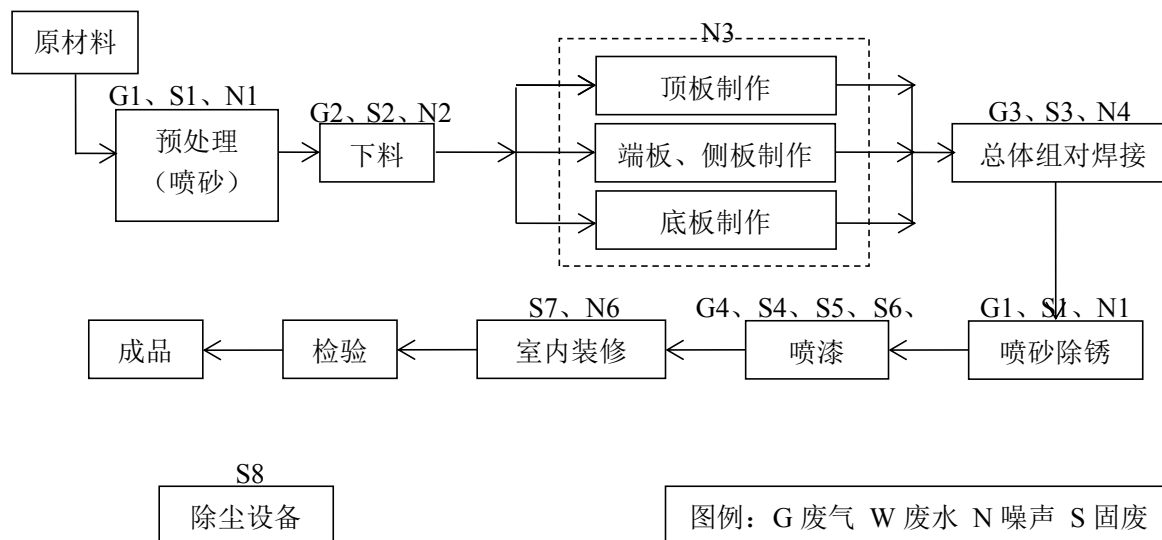 原材料
G1、S1、N1
预处理
（喷砂）
G2、S2、N2
下料
N3
顶板制作
端板、侧板制作
底板制作
G3、S3、N4
总体组对焊接
G1、S1、N1
喷砂除锈
G4、S4、S5、S6、
喷漆
S7、N6
室内装修
检验
成品
S8
除尘设备
图例：G 废气 W 废水 N 噪声 S 固废